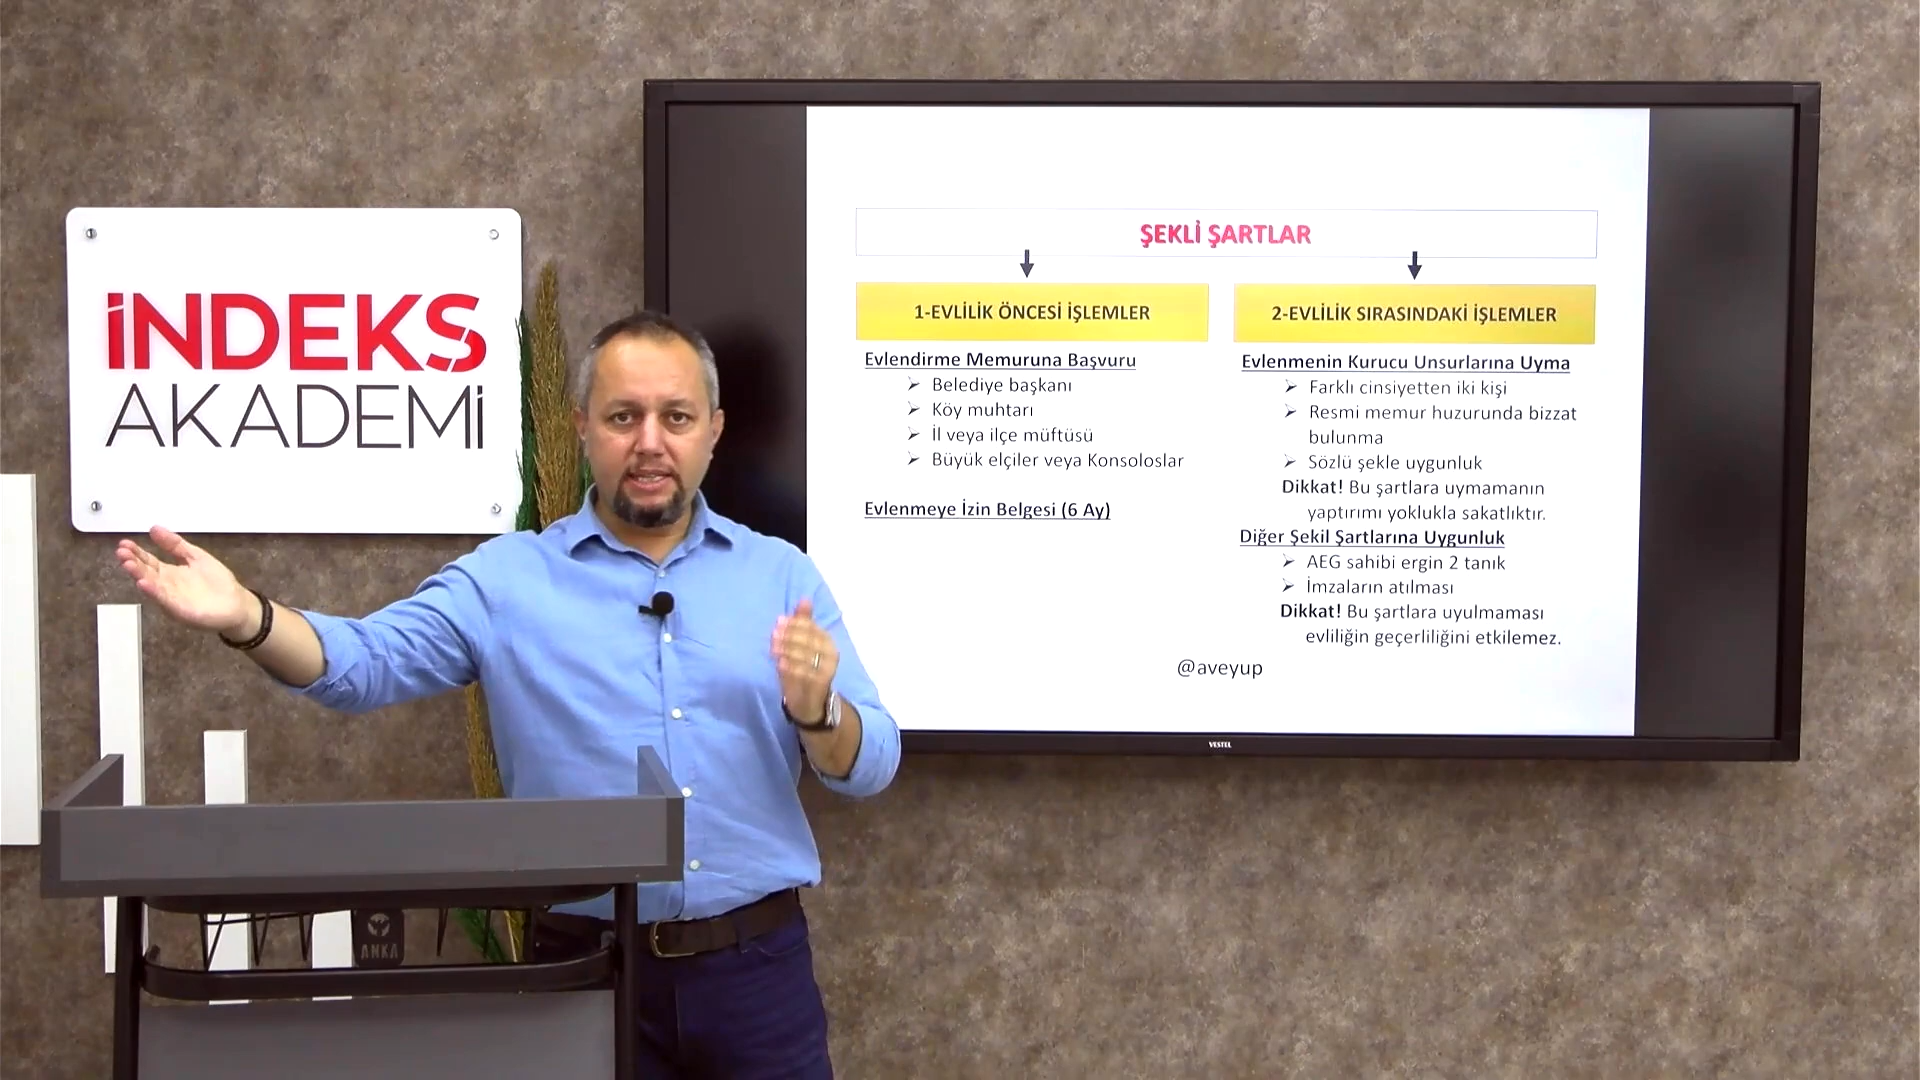 İNDEKS
AKADEMİ
ŞEKLİ ŞARTLAR
1-EVLİLİK ÖNCESİ İŞLEMLER
Evlendirme Memuruna Başvuru
➢ Belediye başkanı
➢ Köy muhtarı
➢ İl veya ilçe müftüsü
➢ Büyük elçiler veya Konsoloslar
Evlenmeye İzin Belgesi (6 Ay)
2-EVLİLİK SIRASINDAKİ İŞLEMLER
Evlenmenin Kurucu Unsurlarına Uyma
➢ Farklı cinsiyetten iki kişi
➢ Resmi memur huzurunda bizzat
bulunma
➢ Sözlü şekle uygunluk
Dikkat! Bu şartlara uymamanın
yaptırımı yoklukla sakatlıktır.
Diğer Şekil Şartlarına Uygunluk
➢ AEG sahibi ergin 2 tanık
➢ İmzaların atılması
Dikkat! Bu şartlara uyulmaması
evliliğin geçerliliğini etkilemez.
@aveyup
VESTEL
ANKA